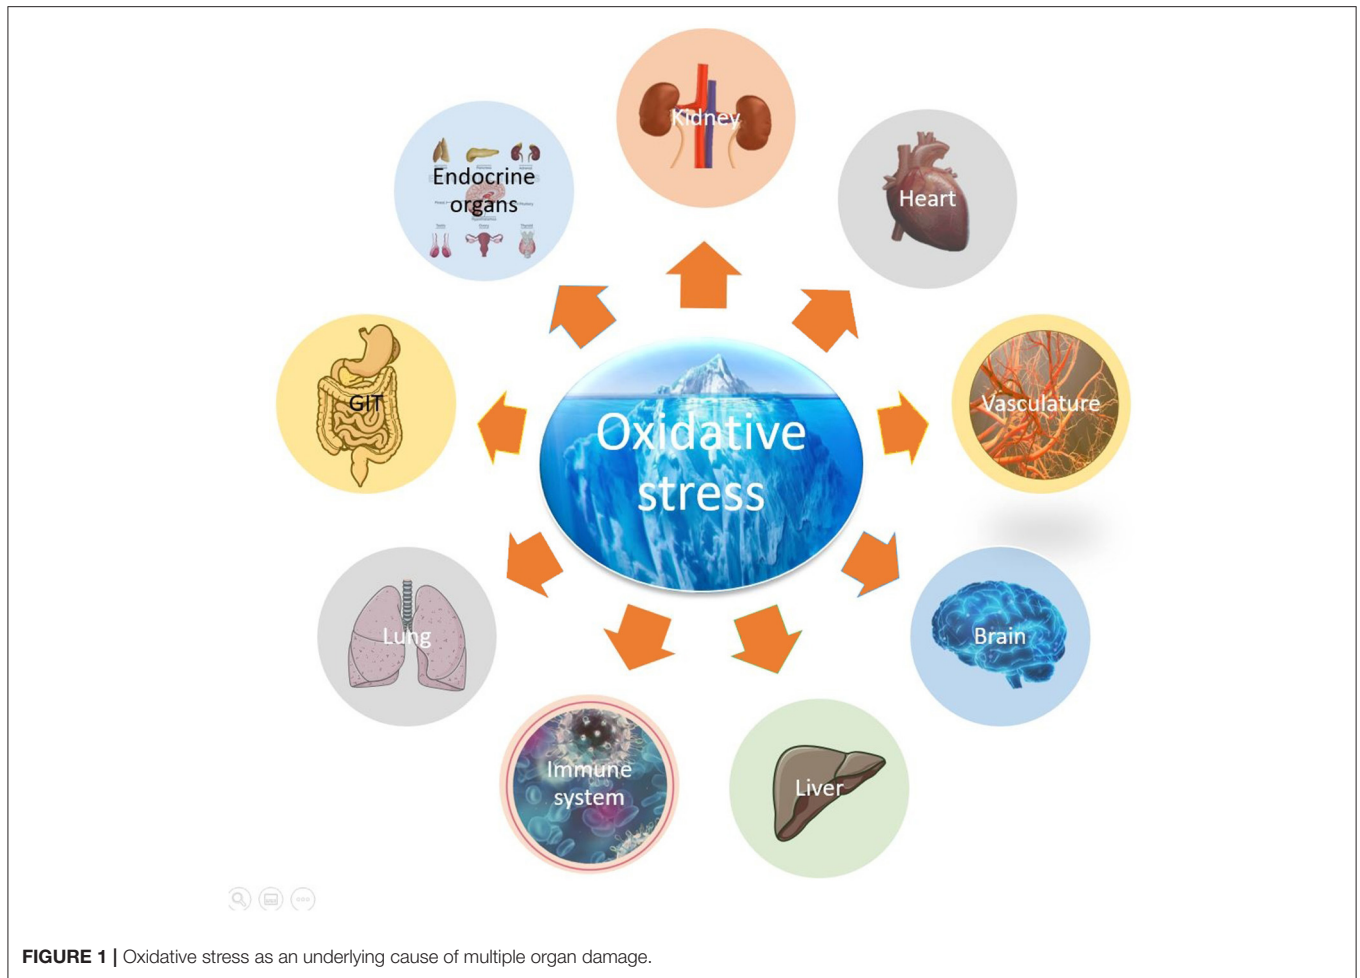 Kidney
Heart
Vasculature
Brain
Liver
Immune
system
Lung
GIT
Endocrine
organs
Oxidative
stress
FIGURE 1 | Oxidative stress as an underlying cause of multiple organ damage.